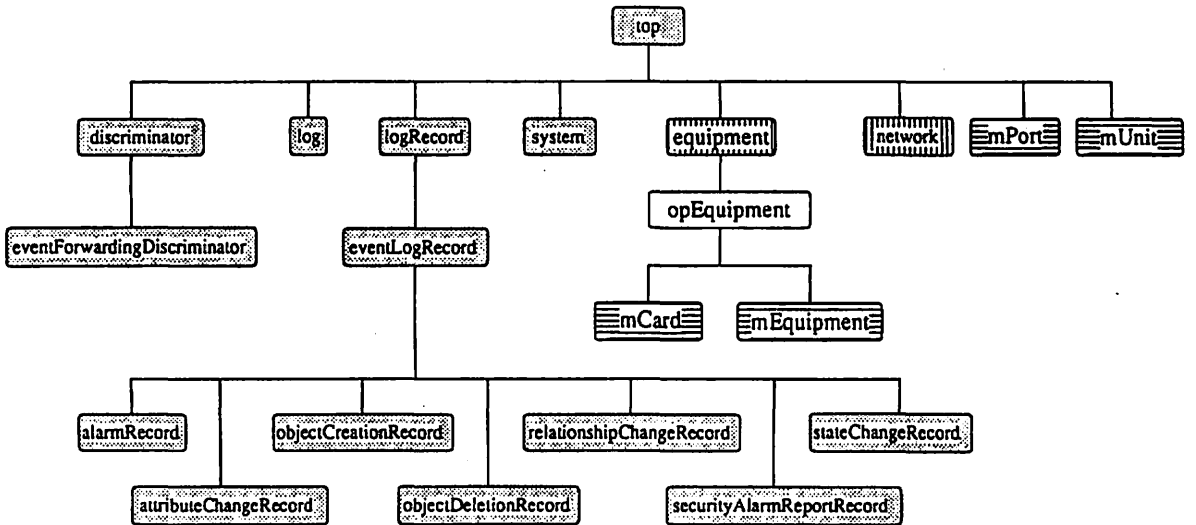 top
discriminator
log
logRecord
system
equipment
network
mPort
mUnit
opEquipment
eventForwardingDiscriminator
eventLogRecord
mCard
mEquipment
alarmRecord
objectCreationRecord
relationshipChangeRecord
stateChangeRecord
attributeChangeRecord
objectDeletionRecord
securityAlarmReportRecord